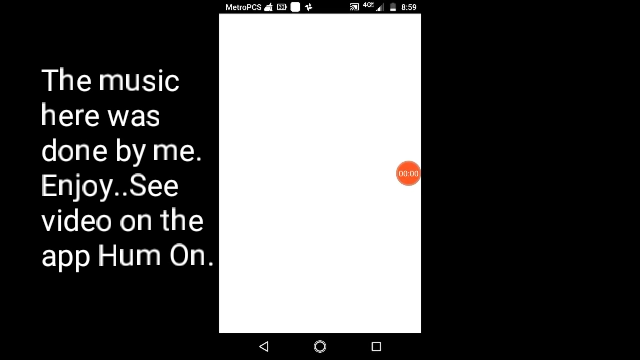 MetroPCS 4G 8:59
The music
here was
done by me.
Enjoy..See
video on the
app Hum On.
00:00